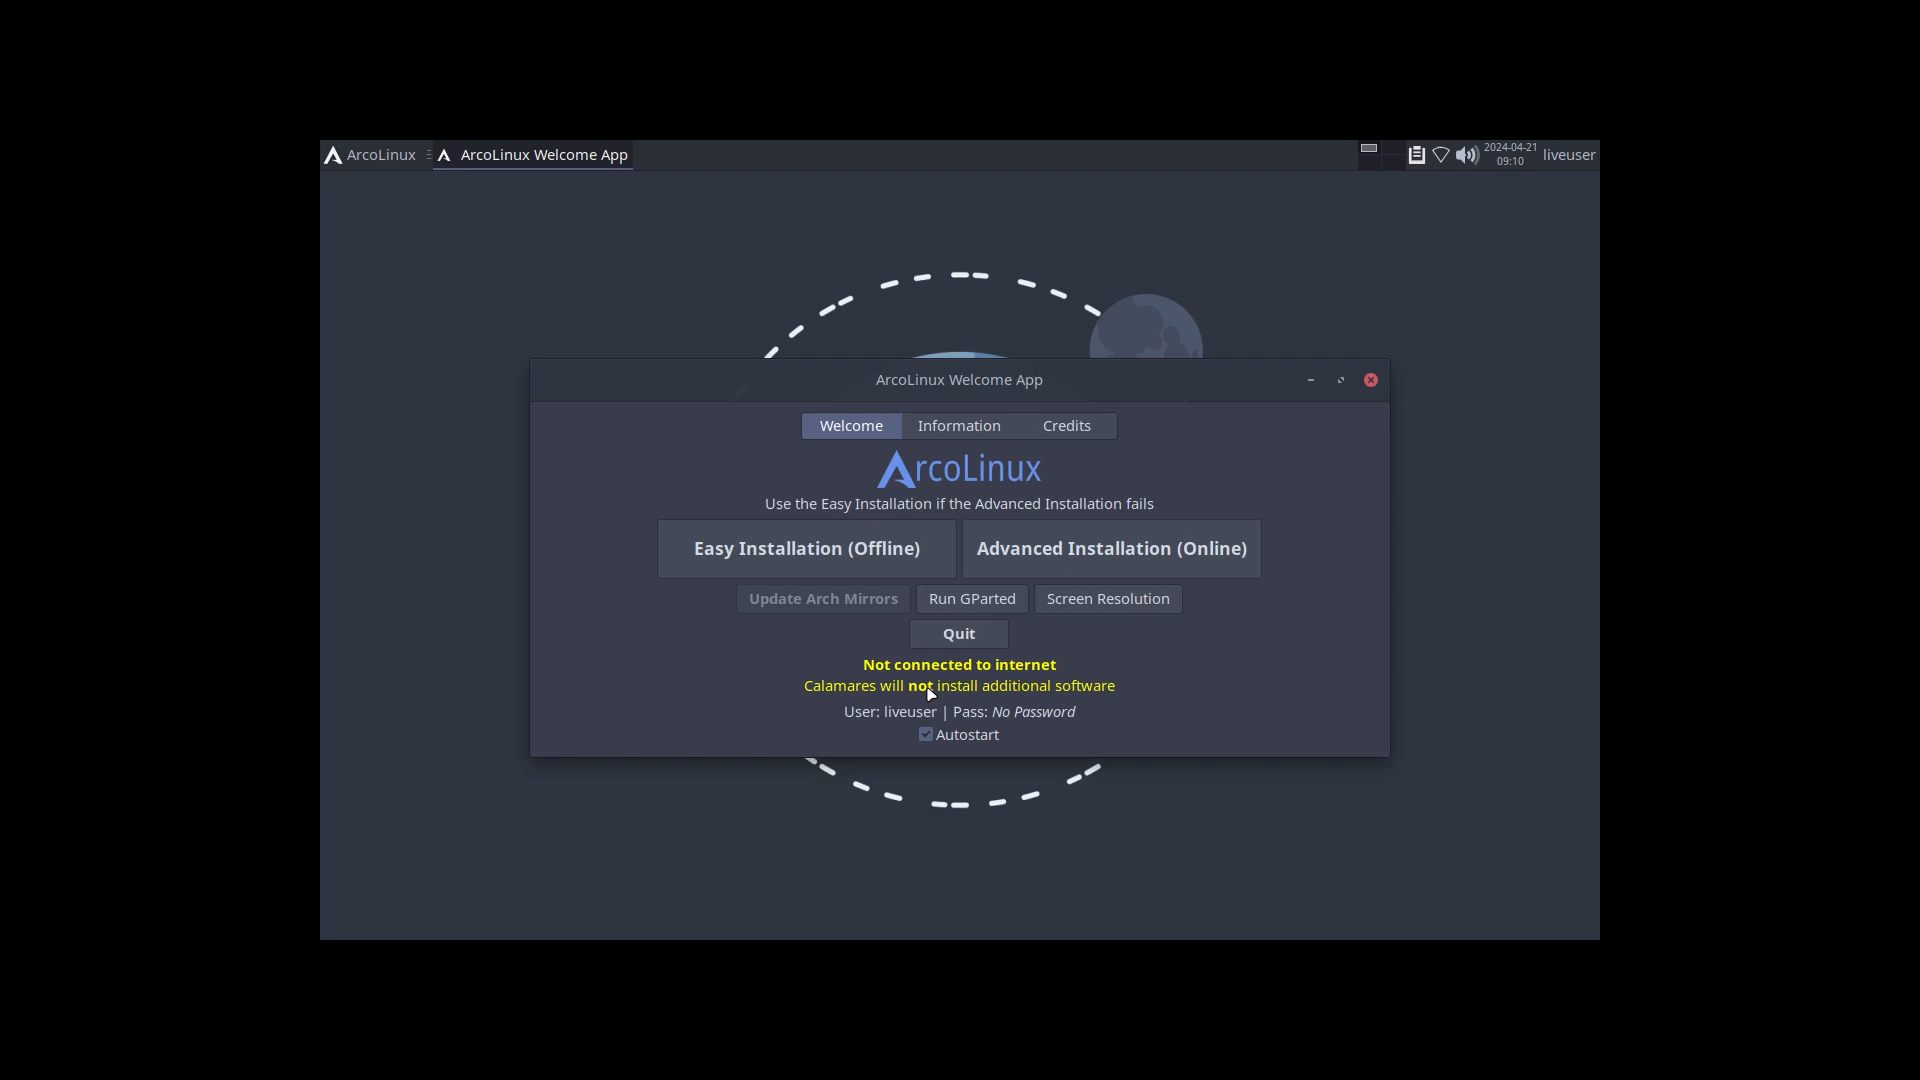 ArcoLinux ArcoLinux Welcome App 2024-04-21 09:10 liveuser
ArcoLinux Welcome App
Welcome Information Credits
ArcoLinux
Use the Easy Installation if the Advanced Installation fails
Easy Installation (Offline) Advanced Installation (Online)
Update Arch Mirrors Run GParted Screen Resolution
Quit
Not connected to internet
Calamares will not install additional software
User: liveuser | Pass: No Password
Autostart